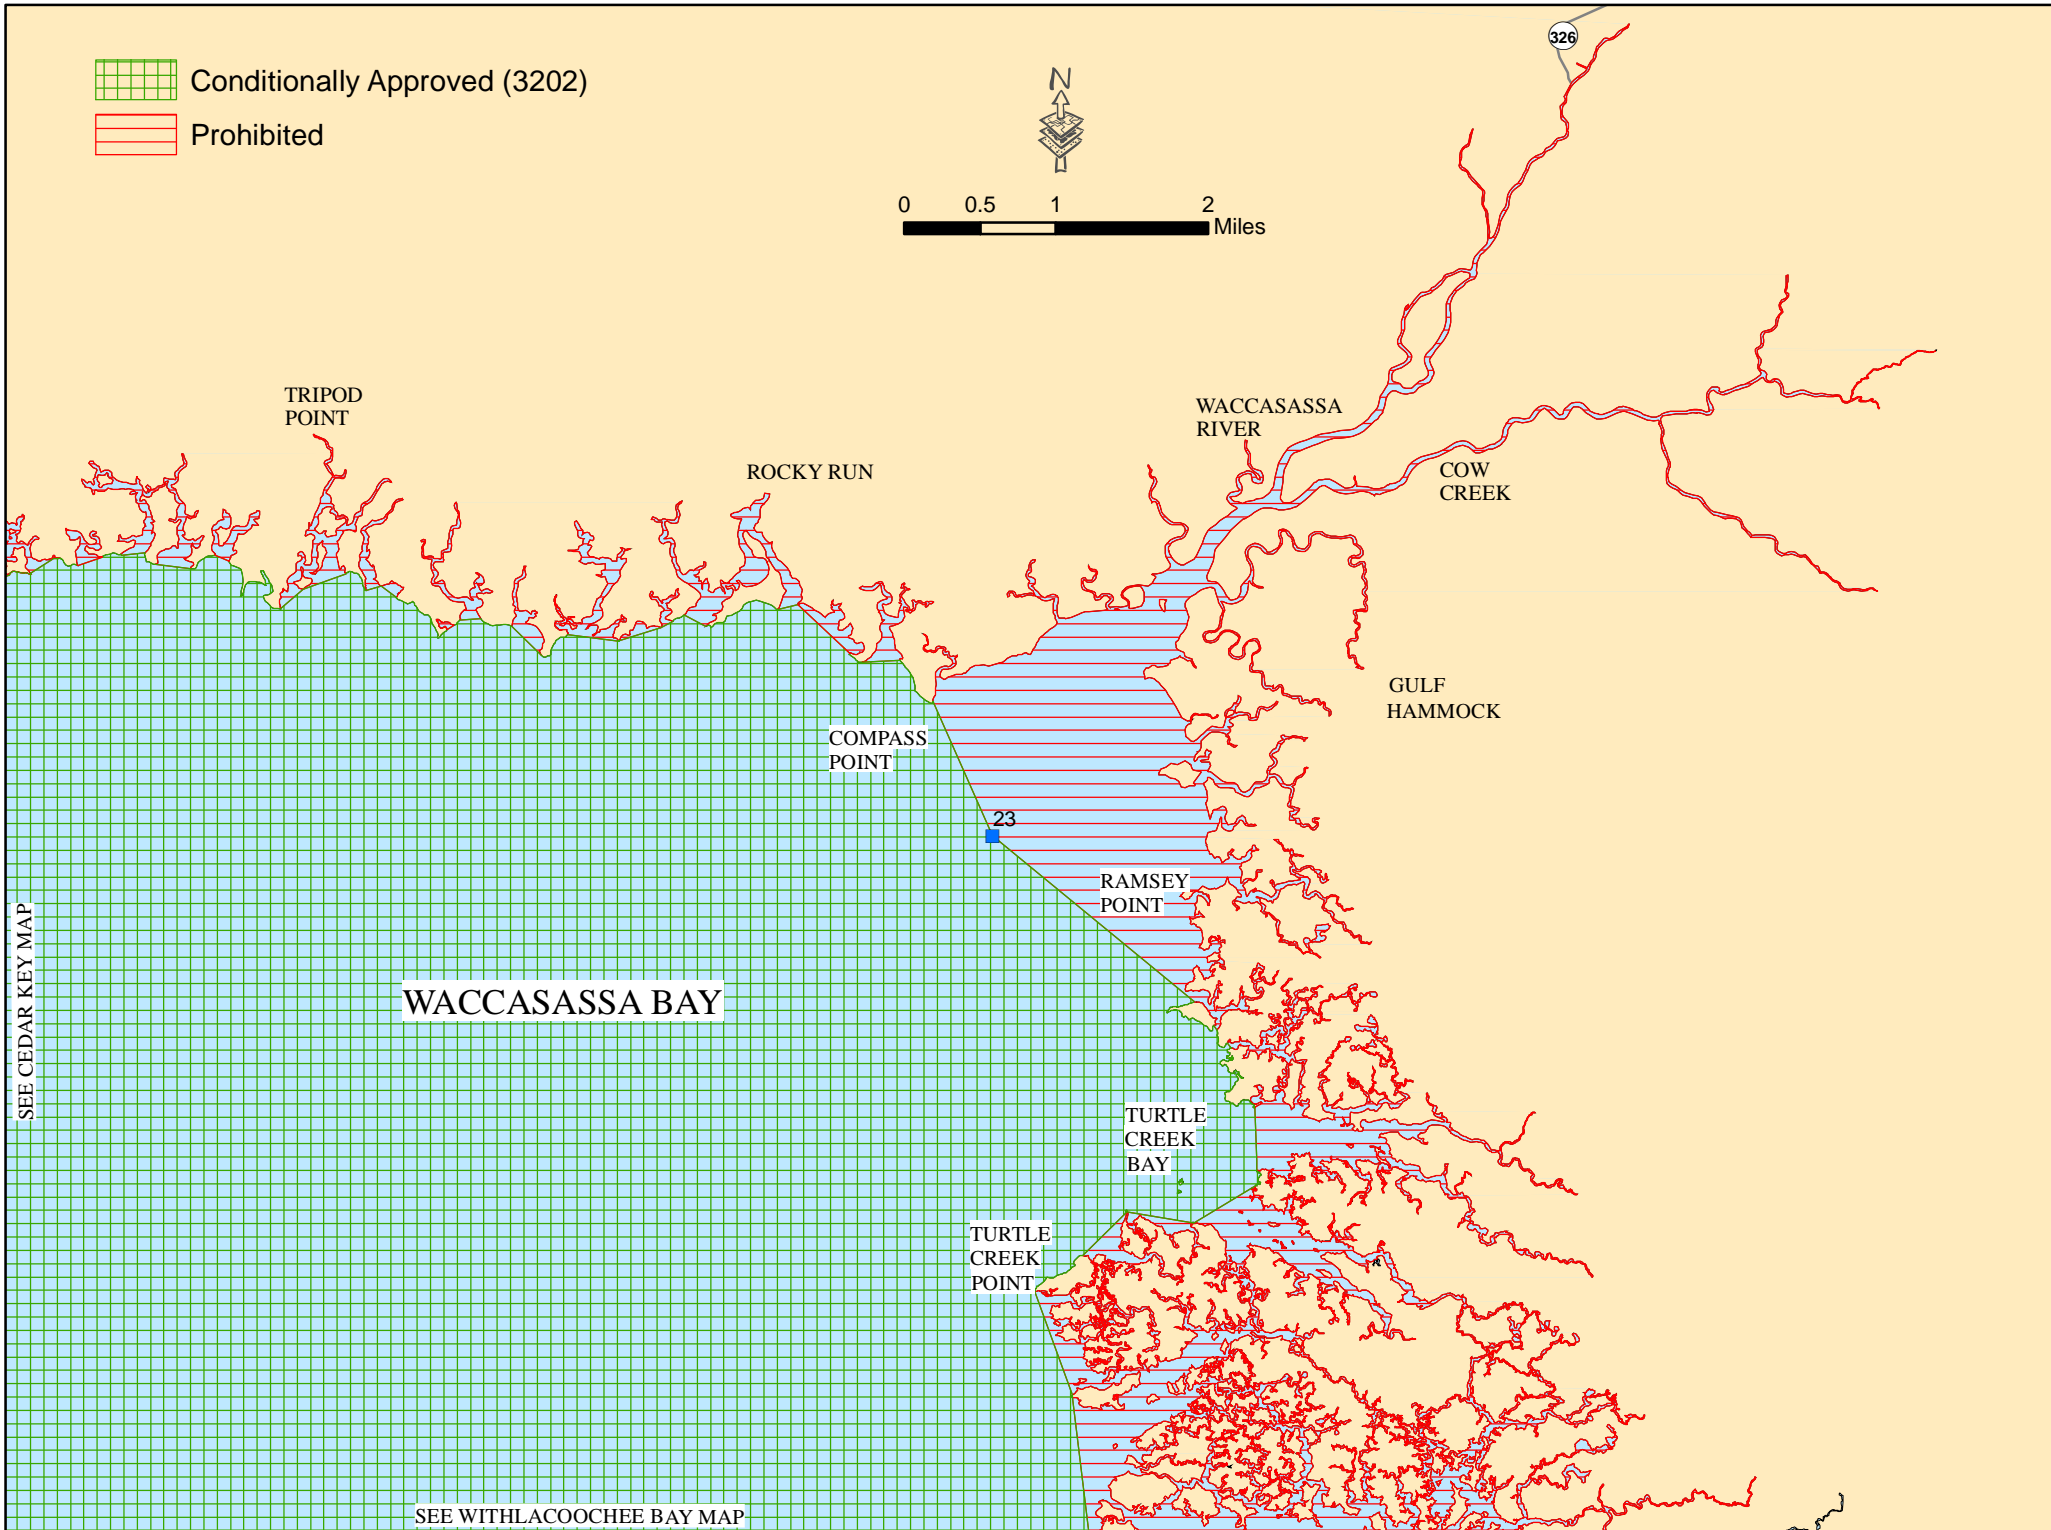 326
Conditionally Approved (3202)
Prohibited
N
0 0.5 1 2
Miles
TRIPOD
POINT
WACCASASSA
RIVER
ROCKY RUN
COW
CREEK
GULF
HAMMOCK
COMPASS
POINT
23
RAMSEY
POINT
SEE CEDAR KEY MAP
WACCASASSA BAY
TURTLE
CREEK
BAY
TURTLE
CREEK
POINT
SEE WITHLACOOCHEE BAY MAP